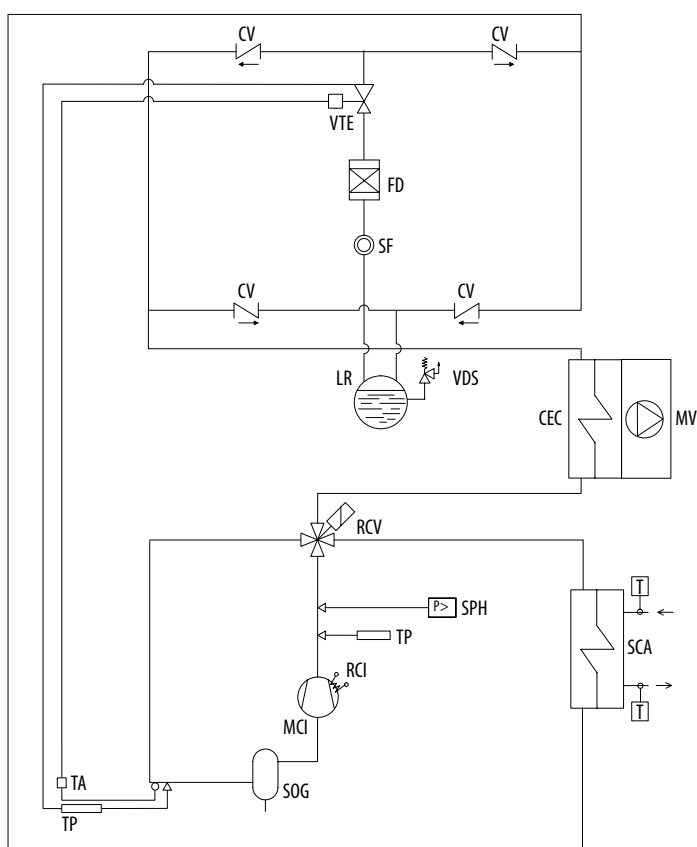 CV
CV
VTE
FD
SF
CV
CV
LR
VDS
CEC
MV
RCV
T
P>
SPH
SCA
TP
RCI
T
MCI
TA
SOG
TP